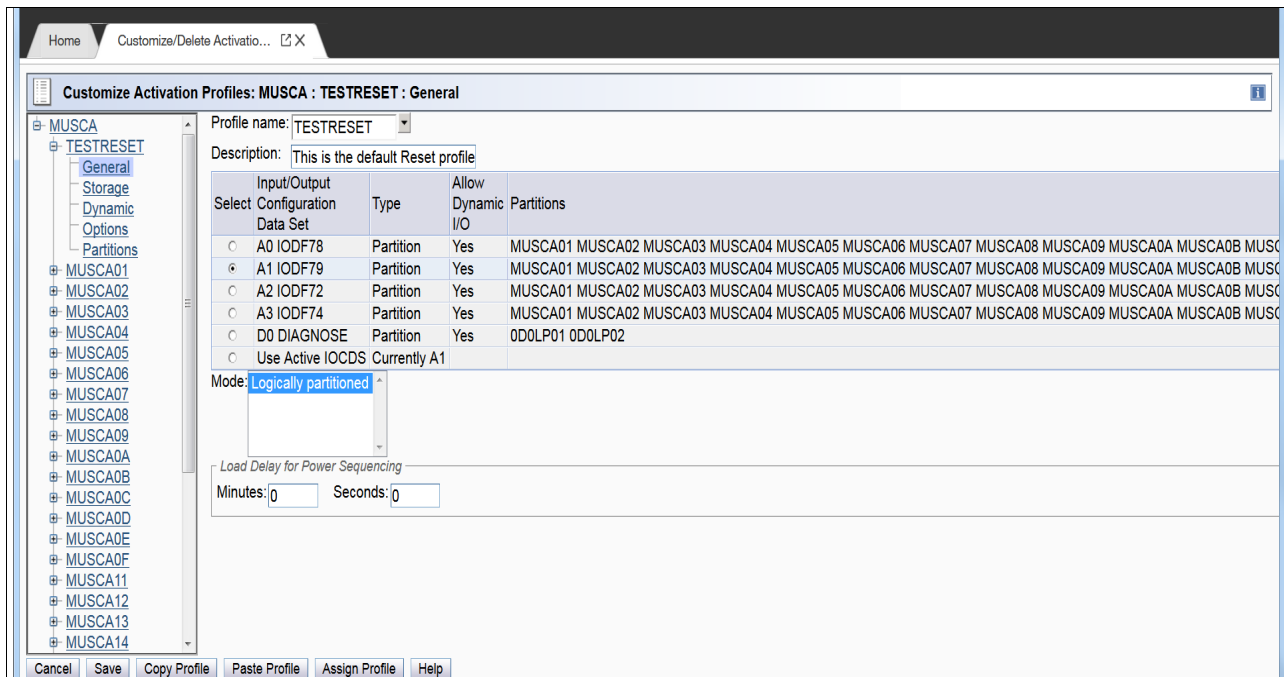 Home
Customize/Delete Activatio...
Customize Activation Profiles: MUSCA : TESTRESET : General
MUSCA
TESTRESET
General
Storage
Dynamic
Options
Partitions
MUSCA01
MUSCA02
MUSCA03
MUSCA04
MUSCA05
MUSCA06
MUSCA07
MUSCA08
MUSCA09
MUSCA0A
MUSCA0B
MUSCA0C
MUSCA0D
MUSCA0E
MUSCA0F
MUSCA11
MUSCA12
MUSCA13
MUSCA14
Profile name: TESTRESET
Description: This is the default Reset profile
Select Input/Output Configuration Data Set Type Allow Dynamic I/O Partitions
A0 IODF78 Partition Yes MUSCA01 MUSCA02 MUSCA03 MUSCA04 MUSCA05 MUSCA06 MUSCA07 MUSCA08 MUSCA09 MUSCA0A MUSCA0B MUSC
A1 IODF79 Partition Yes MUSCA01 MUSCA02 MUSCA03 MUSCA04 MUSCA05 MUSCA06 MUSCA07 MUSCA08 MUSCA09 MUSCA0A MUSCA0B MUSC
A2 IODF72 Partition Yes MUSCA01 MUSCA02 MUSCA03 MUSCA04 MUSCA05 MUSCA06 MUSCA07 MUSCA08 MUSCA09 MUSCA0A MUSCA0B MUSC
A3 IODF74 Partition Yes MUSCA01 MUSCA02 MUSCA03 MUSCA04 MUSCA05 MUSCA06 MUSCA07 MUSCA08 MUSCA09 MUSCA0A MUSCA0B MUSC
D0 DIAGNOSE Partition Yes 0D0LP01 0D0LP02
Use Active IOCDS Currently A1
Mode: Logically partitioned
Load Delay for Power Sequencing
Minutes: 0 Seconds: 0
Cancel Save Copy Profile Paste Profile Assign Profile Help